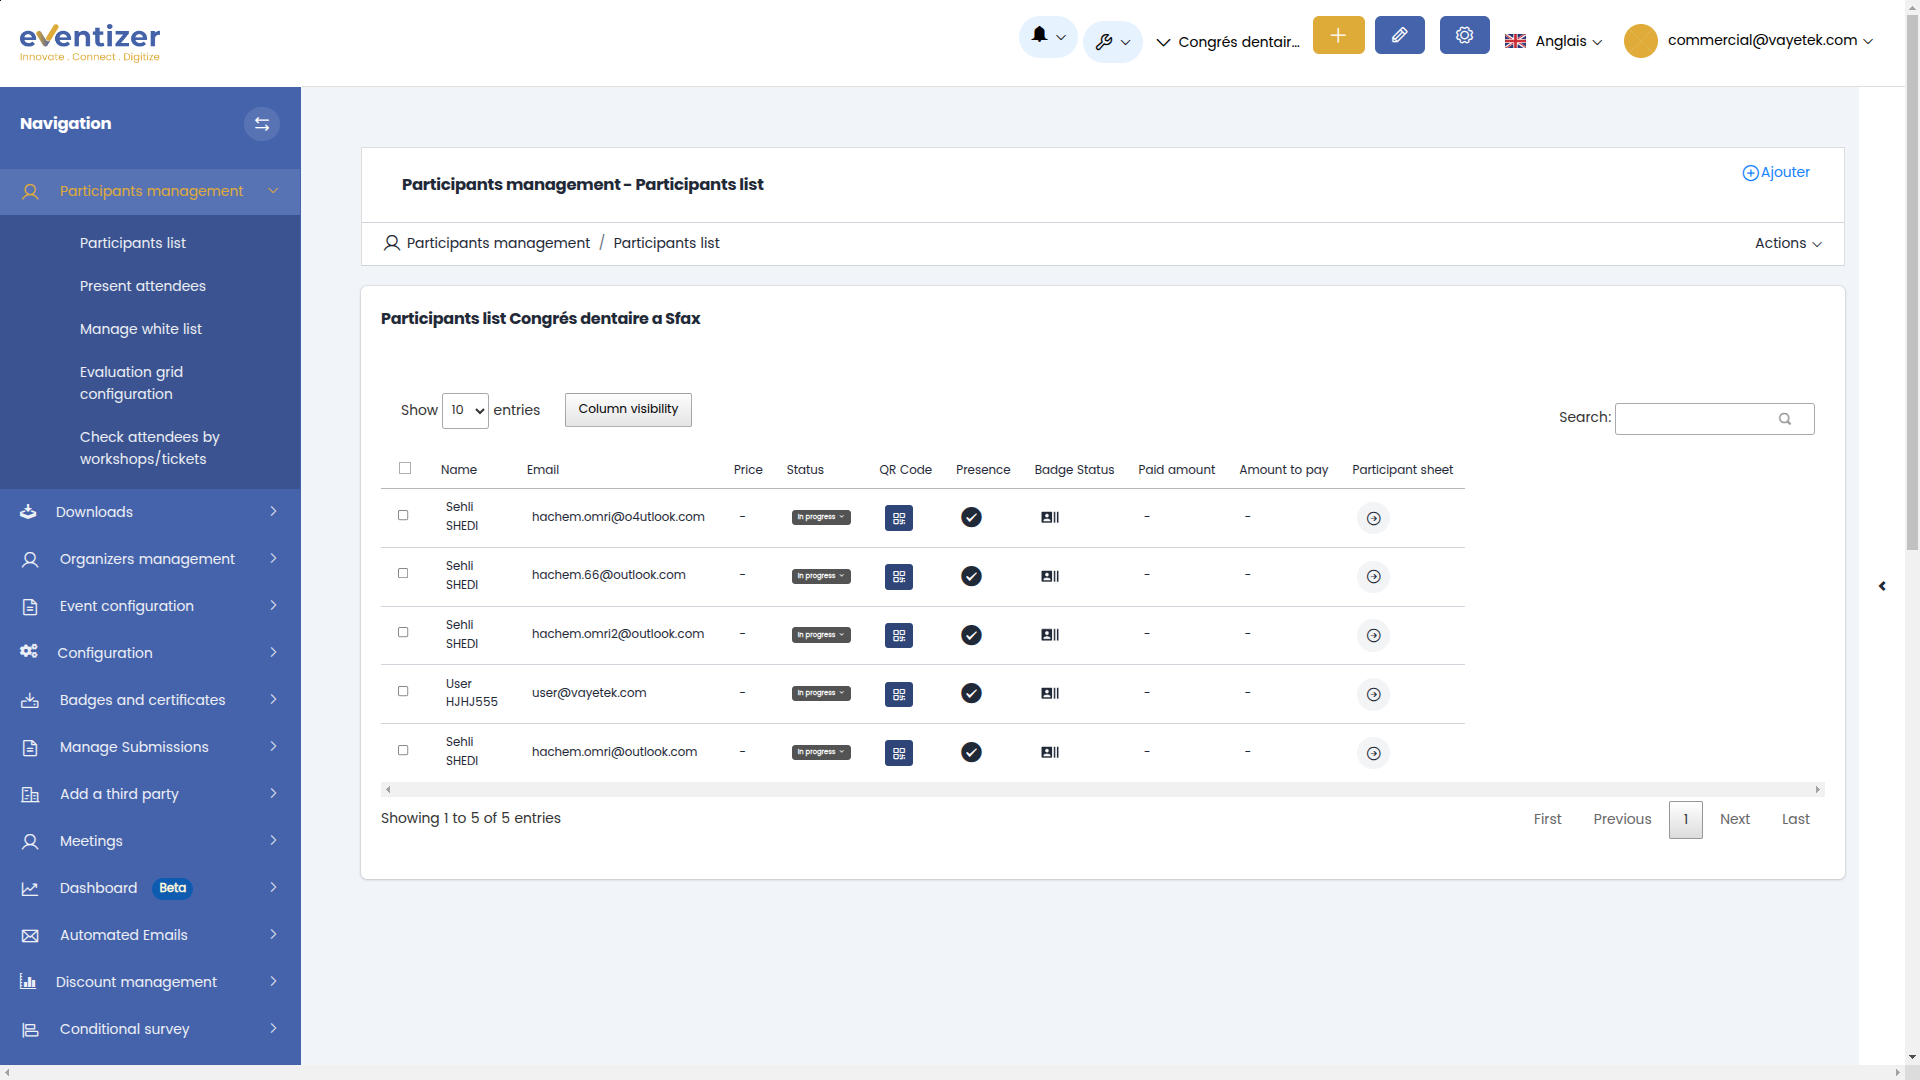 eventizer
Innovate . Connect . Digitize
Congrés dentair...
Anglais
commercial@vayetek.com
Navigation
Participants management
Participants list
Present attendees
Manage white list
Evaluation grid
configuration
Check attendees by
workshops/tickets
Downloads
Organizers management
Event configuration
Configuration
Badges and certificates
Manage Submissions
Add a third party
Meetings
Dashboard Beta
Automated Emails
Discount management
Conditional survey
Participants management - Participants list
Ajouter
Participants management / Participants list
Actions
Participants list Congrés dentaire a Sfax
Show 10 entries
Column visibility
Search:
Name Email Price Status QR Code Presence Badge Status Paid amount Amount to pay Participant sheet
Sehli
SHEDI
hachem.omri@o4utlook.com - In progress - -
Sehli
SHEDI
hachem.66@outlook.com - In progress - -
Sehli
SHEDI
hachem.omri2@outlook.com - In progress - -
User
HJHJ555
user@vayetek.com - In progress - -
Sehli
SHEDI
hachem.omri@outlook.com - In progress - -
Showing 1 to 5 of 5 entries
First Previous 1 Next Last